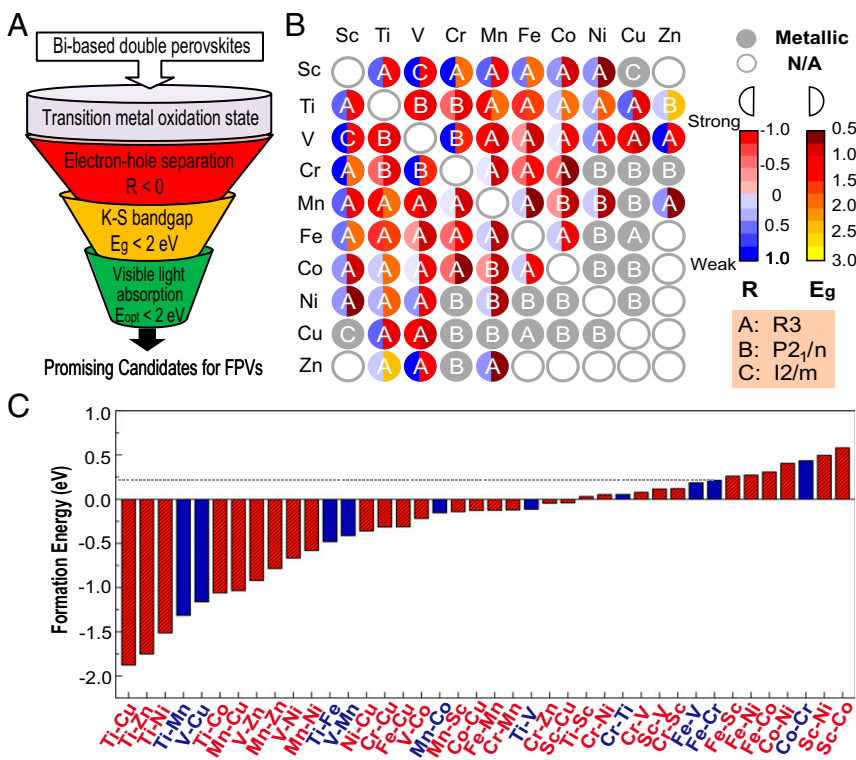 A
Bi-based double perovskites
Transition metal oxidation state
Electron-hole separation
R < 0
K-S bandgap
Eg < 2 eV
Visible light
absorption
Eopt < 2 eV
Promising Candidates for FPVs
B
Sc Ti V Cr Mn Fe Co Ni Cu Zn
Sc A C A A A A A C
Ti A B B A A A A A B
V C B B A A A A A A
Cr A B B A A A B B B
Mn A A A A A B B B A
Fe A A A A A A B A
Co A A A A B A B B
Ni A A A B B B B B
Cu C A A B B A B B
Zn A A B A
Metallic
N/A
Strong
Weak
-1.0
-0.5
0
0.5
1.0
R
0.5
1.0
1.5
2.0
2.5
3.0
Eg
A: R3
B: P21/n
C: I2/m
C
Formation Energy (eV)
1.0
0.5
0.0
-0.5
-1.0
-1.5
-2.0
Ti-Cu
Ti-Zn
Ti-Ni
Ti-Mn
V-Cu
Ti-Co
Mn-Cu
V-Zn
Mn-Zn
V-Ni
Mn-Ni
Ti-Fe
V-Mn
Ni-Cu
Cr-Cu
Fe-Cu
V-Co
Mn-Co
Mn-Sc
Co-Cu
Fe-Mn
Cr-Mn
Ti-V
Cr-Zn
Sc-Cu
Ti-Sc
Cr-Ni
Cr-Ti
Cr-V
Sc-V
Cr-Sc
Fe-V
Fe-Cr
Fe-Sc
Fe-Ni
Fe-Co
Co-Ni
Co-Cr
Sc-Ni
Sc-Co